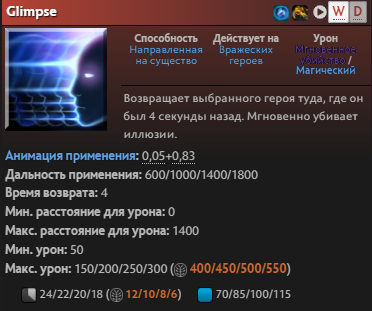 Glimpse
W D
Способность
Направленная
на существо
Действует на
Вражеских
героев
Урон
Мгновенное
убийство/
Магический
Возвращает выбранного героя туда, где он
был 4 секунды назад. Мгновенно убивает
иллюзии.
Анимация применения: 0,05+0,83
Дальность применения: 600/1000/1400/1800
Время возврата: 4
Мин. расстояние для урона: 0
Макс. расстояние для урона: 1400
Мин. урон: 50
Макс. урон: 150/200/250/300 (400/450/500/550)
24/22/20/18 (12/10/8/6) 70/85/100/115